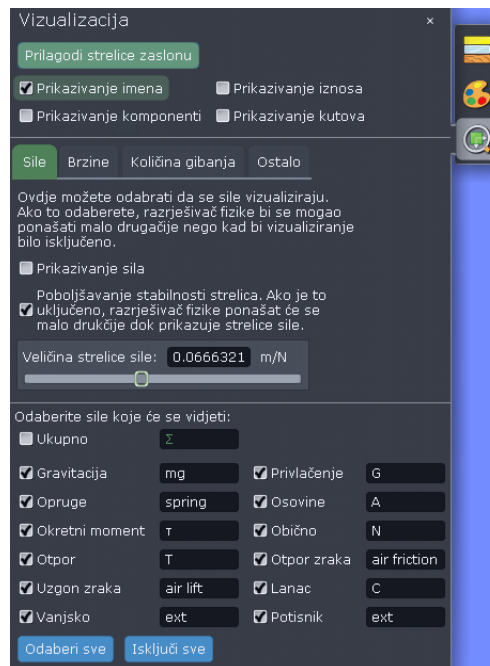 Vizualizacija ×
Prilagodi strelice zaslonu
Prikazivanje imena Prikazivanje iznosa
Prikazivanje komponenti Prikazivanje kutova
Sile Brzine Količina gibanja Ostalo
Ovdje možete odabrati da se sile vizualiziraju.
Ako to odaberete, razrješivač fizike bi se mogao
ponašati malo drugačije nego kad bi vizualiziranje
bilo isključeno.
Prikazivanje sila
Poboljšavanje stabilnosti strelica. Ako je to
uključeno, razrješivač fizike ponašat će se
malo drukčije dok prikazuje strelice sile.
Veličina strelice sile: 0.0666321 m/N
Odaberite sile koje će se vidjeti:
Ukupno Σ
Gravitacija mg Privlačenje G
Opruge spring Osovine A
Okretni moment τ Obično N
Otpor T Otpor zraka air friction
Uzgon zraka air lift Lanac C
Vanjsko ext Potisnik ext
Odaberi sve Isključi sve